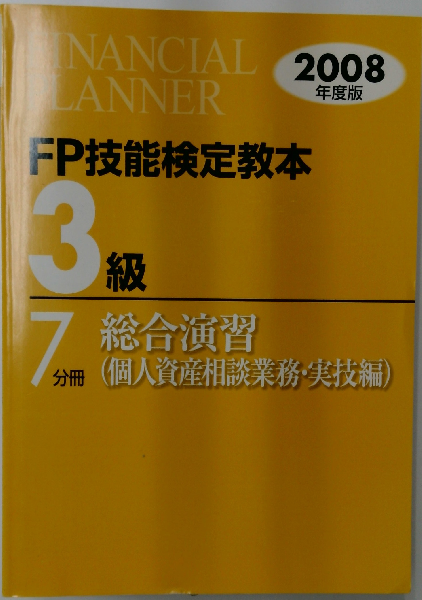 FINANCIAL
PLANNER
2008
年度版
FP技能検定教本
3級
7分冊
総合演習
(個人資産相談業務・実技編)